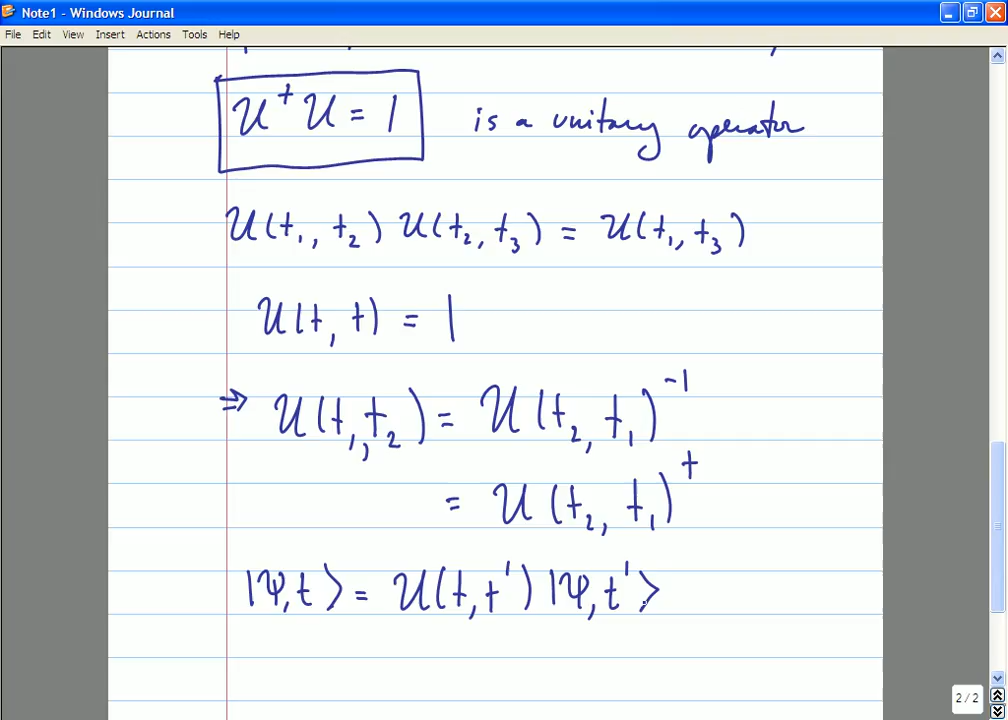 Note1 - Windows Journal
File Edit View Insert Actions Tools Help
U†U = 1 is a unitary operator
U(t₁, t₂) U(t₂, t₃) = U(t₁, t₃)
U(t, t) = 1
⇒ U(t₁, t₂) = U(t₂, t₁)⁻¹
= U(t₂, t₁)†
|Ψ, t⟩ = U(t, t') |Ψ, t'⟩
2/2